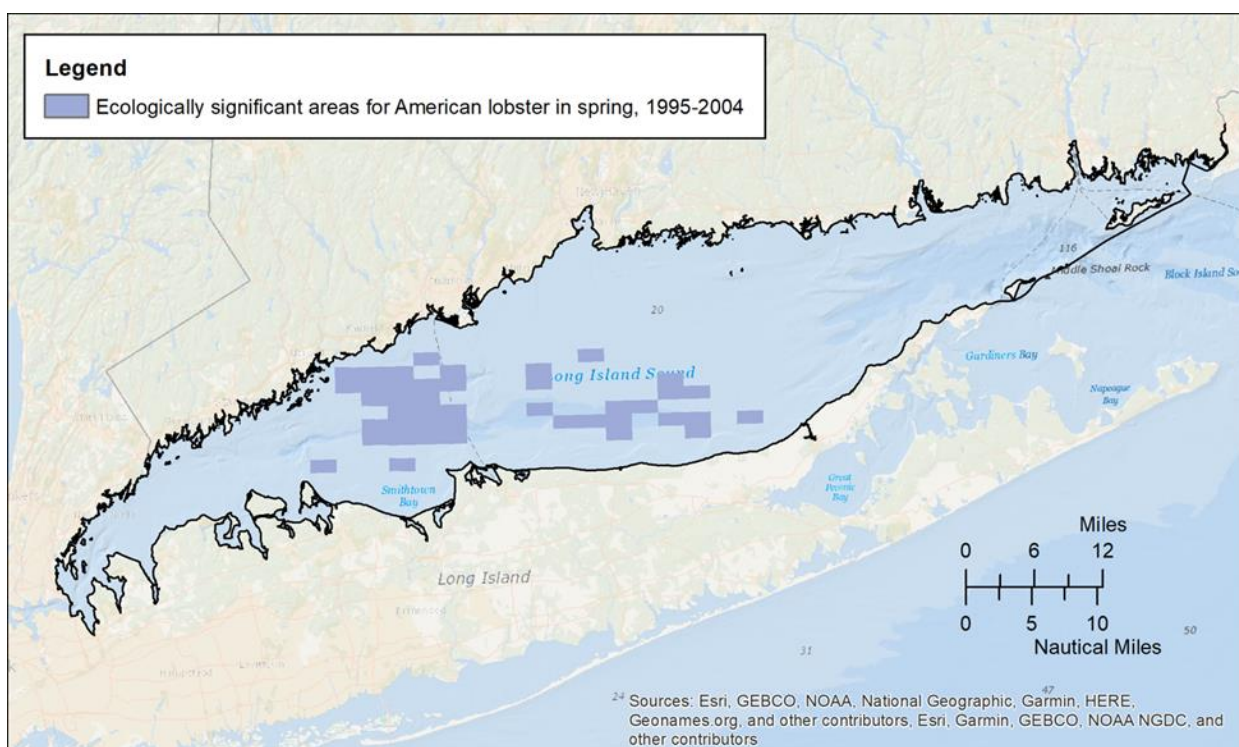 Legend
Ecologically significant areas for American lobster in spring, 1995-2004
116
Middle Shoal Rock
Block Island So
20
Gardiners Bay
Long Island Sound
Napeague
Bay
Great
Peconic
Bay
Smithtown
Bay
Miles
0 6 12
0 5 10
Nautical Miles
Long Island
50
31
47
24
Sources: Esri, GEBCO, NOAA, National Geographic, Garmin, HERE,
Geonames.org, and other contributors, Esri, Garmin, GEBCO, NOAA NGDC, and
other contributors